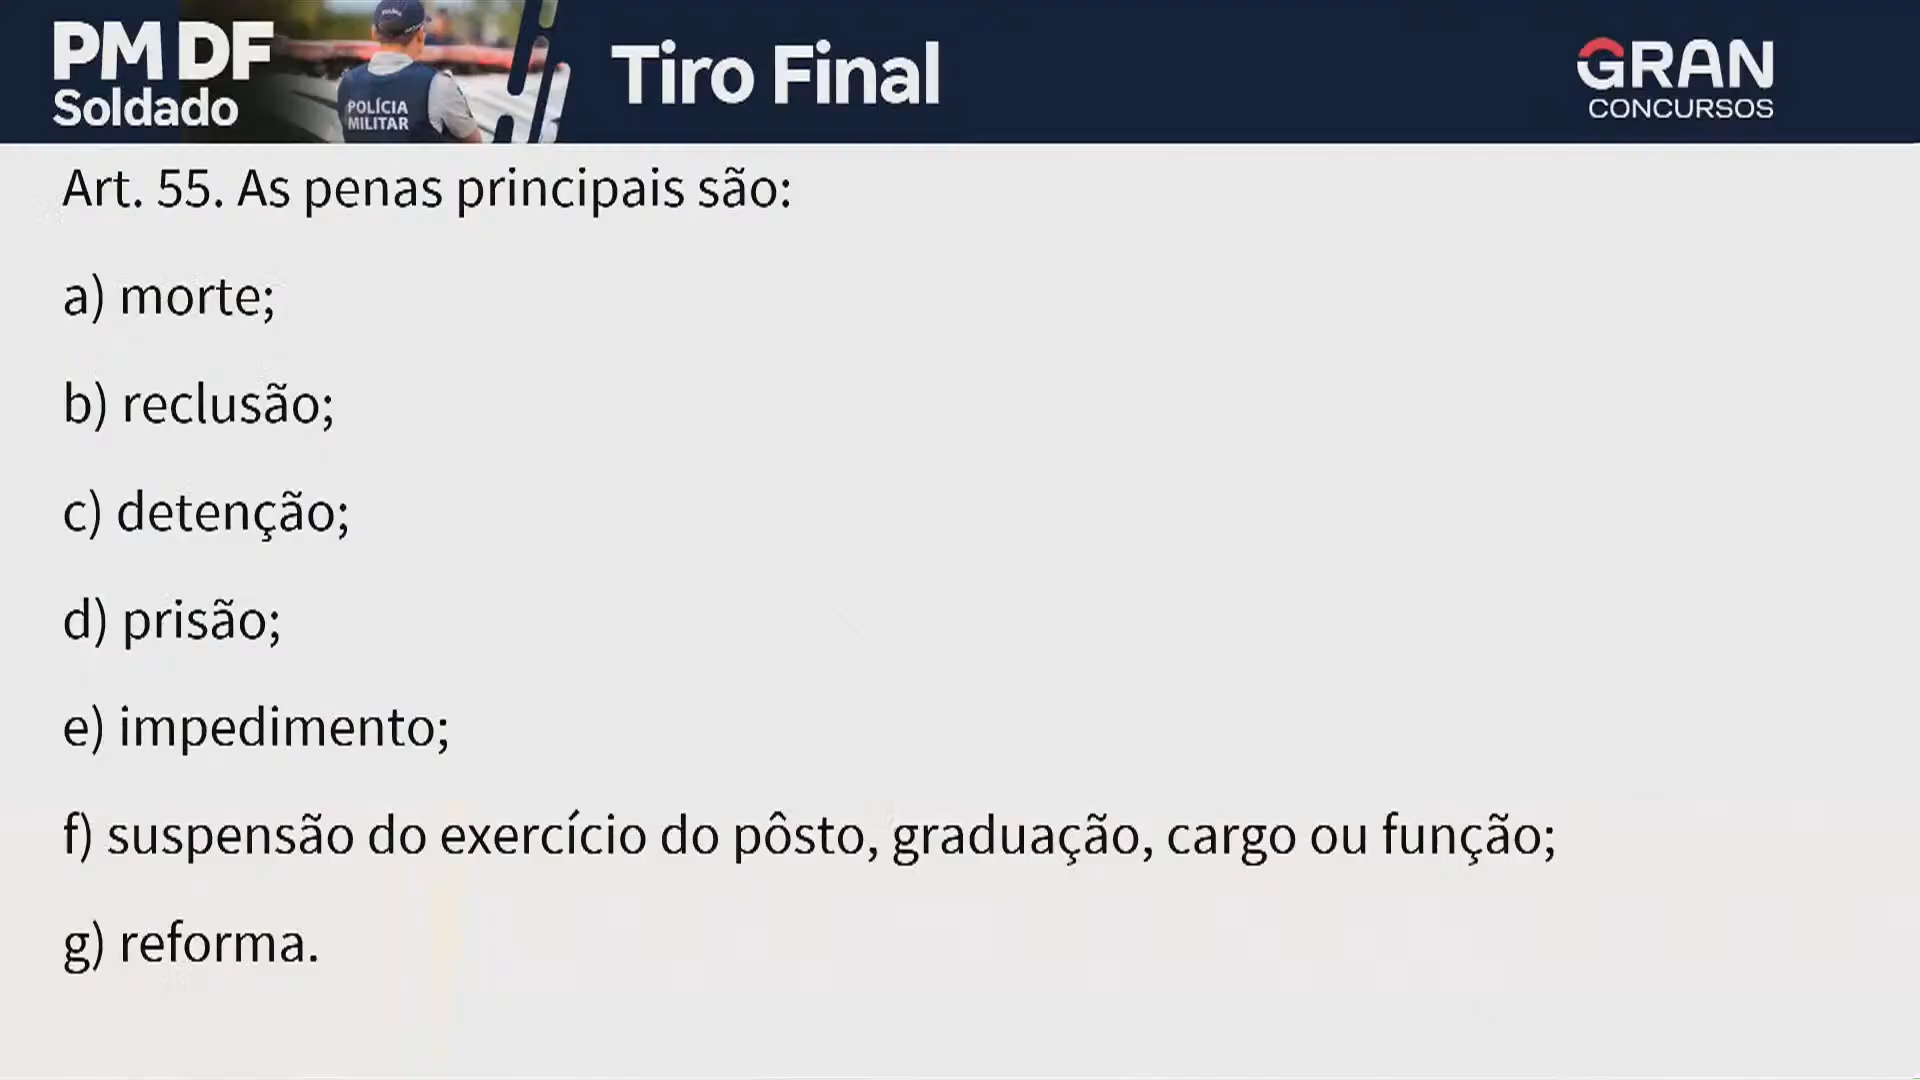 PM DF
Soldado
POLÍCIA
MILITAR
Tiro Final
GRAN
CONCURSOS
Art. 55. As penas principais são:
a) morte;
b) reclusão;
c) detenção;
d) prisão;
e) impedimento;
f) suspensão do exercício do pôsto, graduação, cargo ou função;
g) reforma.